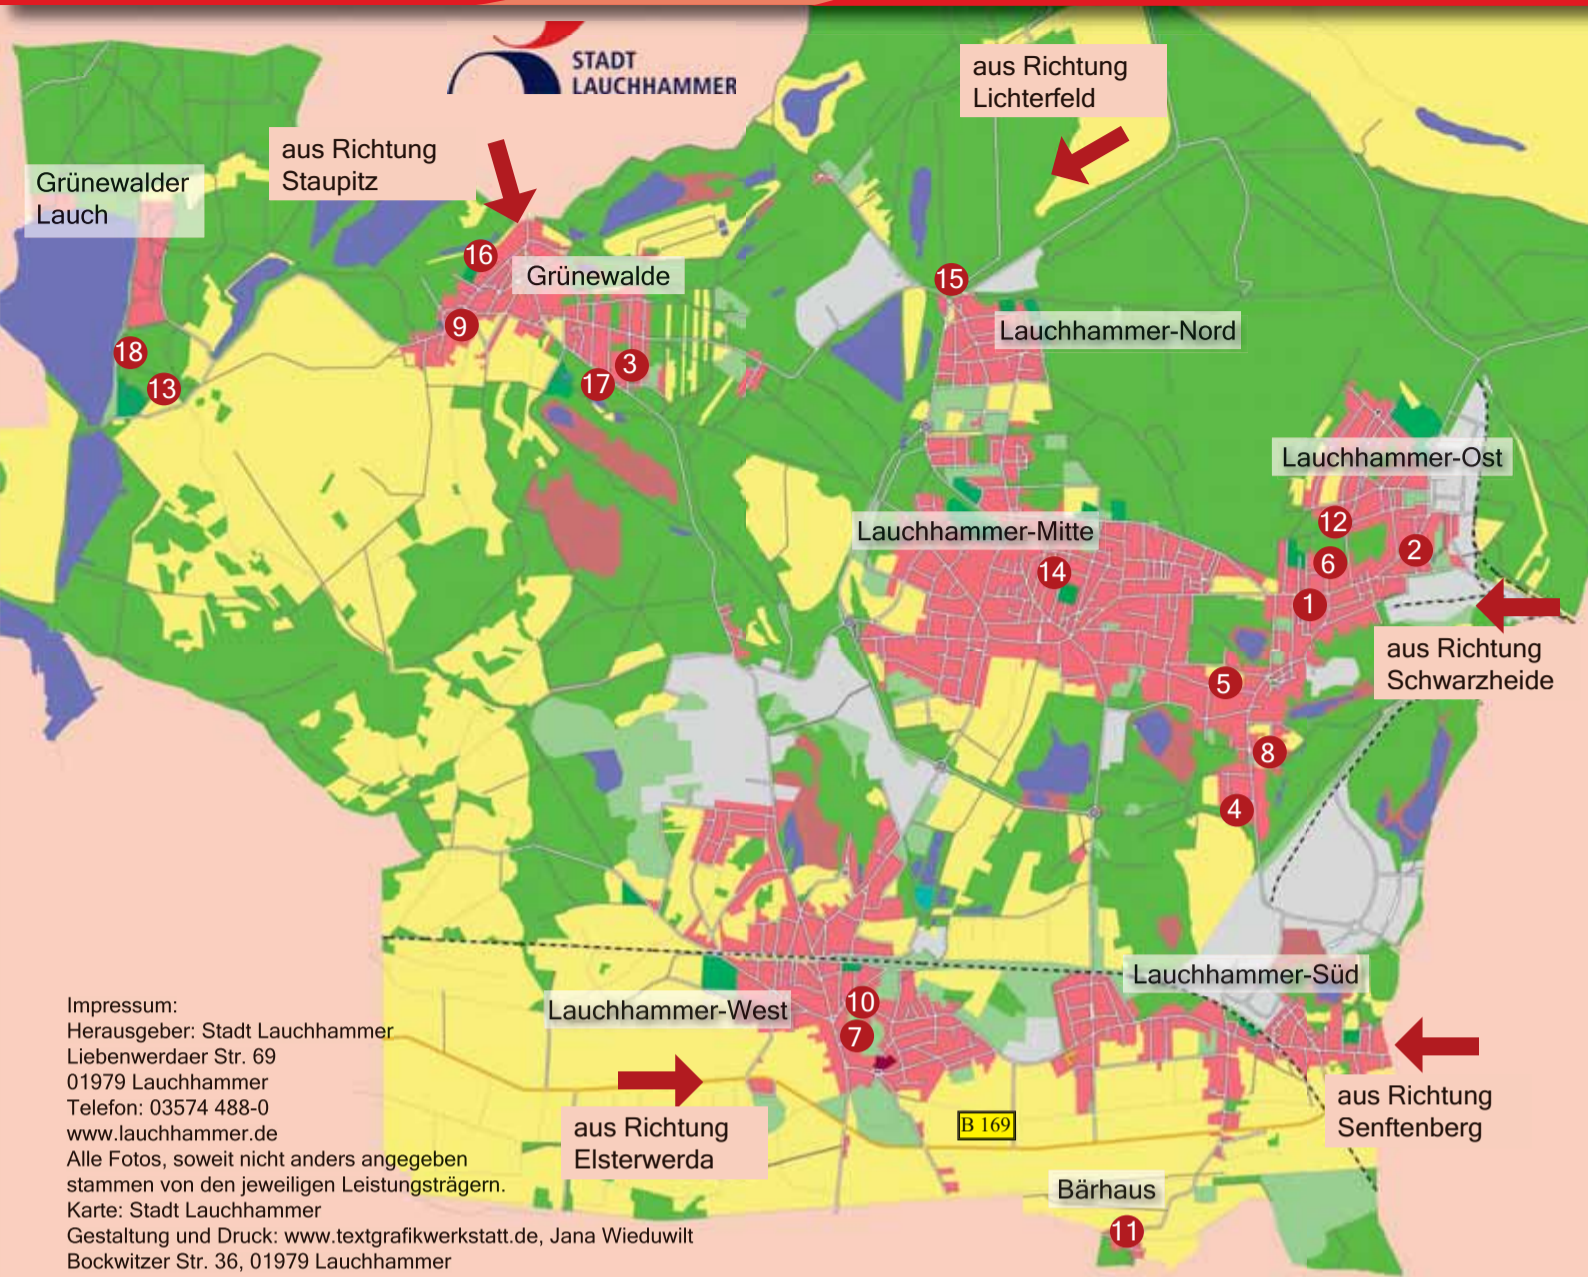 STADT
LAUCHHAMMER
aus Richtung
Lichterfeld
aus Richtung
Staupitz
Grünewalder
Lauch
16
Grünewalde
15
Lauchhammer-Nord
9
18
3
13
17
Lauchhammer-Ost
12
Lauchhammer-Mitte
2
6
14
1
aus Richtung
Schwarzheide
5
8
4
Lauchhammer-Süd
Lauchhammer-West
10
7
aus Richtung
Senftenberg
aus Richtung
Elsterwerda
B 169
Bärhaus
11
Impressum:
Herausgeber: Stadt Lauchhammer
Liebenwerdaer Str. 69
01979 Lauchhammer
Telefon: 03574 488-0
www.lauchhammer.de
Alle Fotos, soweit nicht anders angegeben
stammen von den jeweiligen Leistungsträgern.
Karte: Stadt Lauchhammer
Gestaltung und Druck: www.textgrafikwerkstatt.de, Jana Wieduwilt
Bockwitzer Str. 36, 01979 Lauchhammer